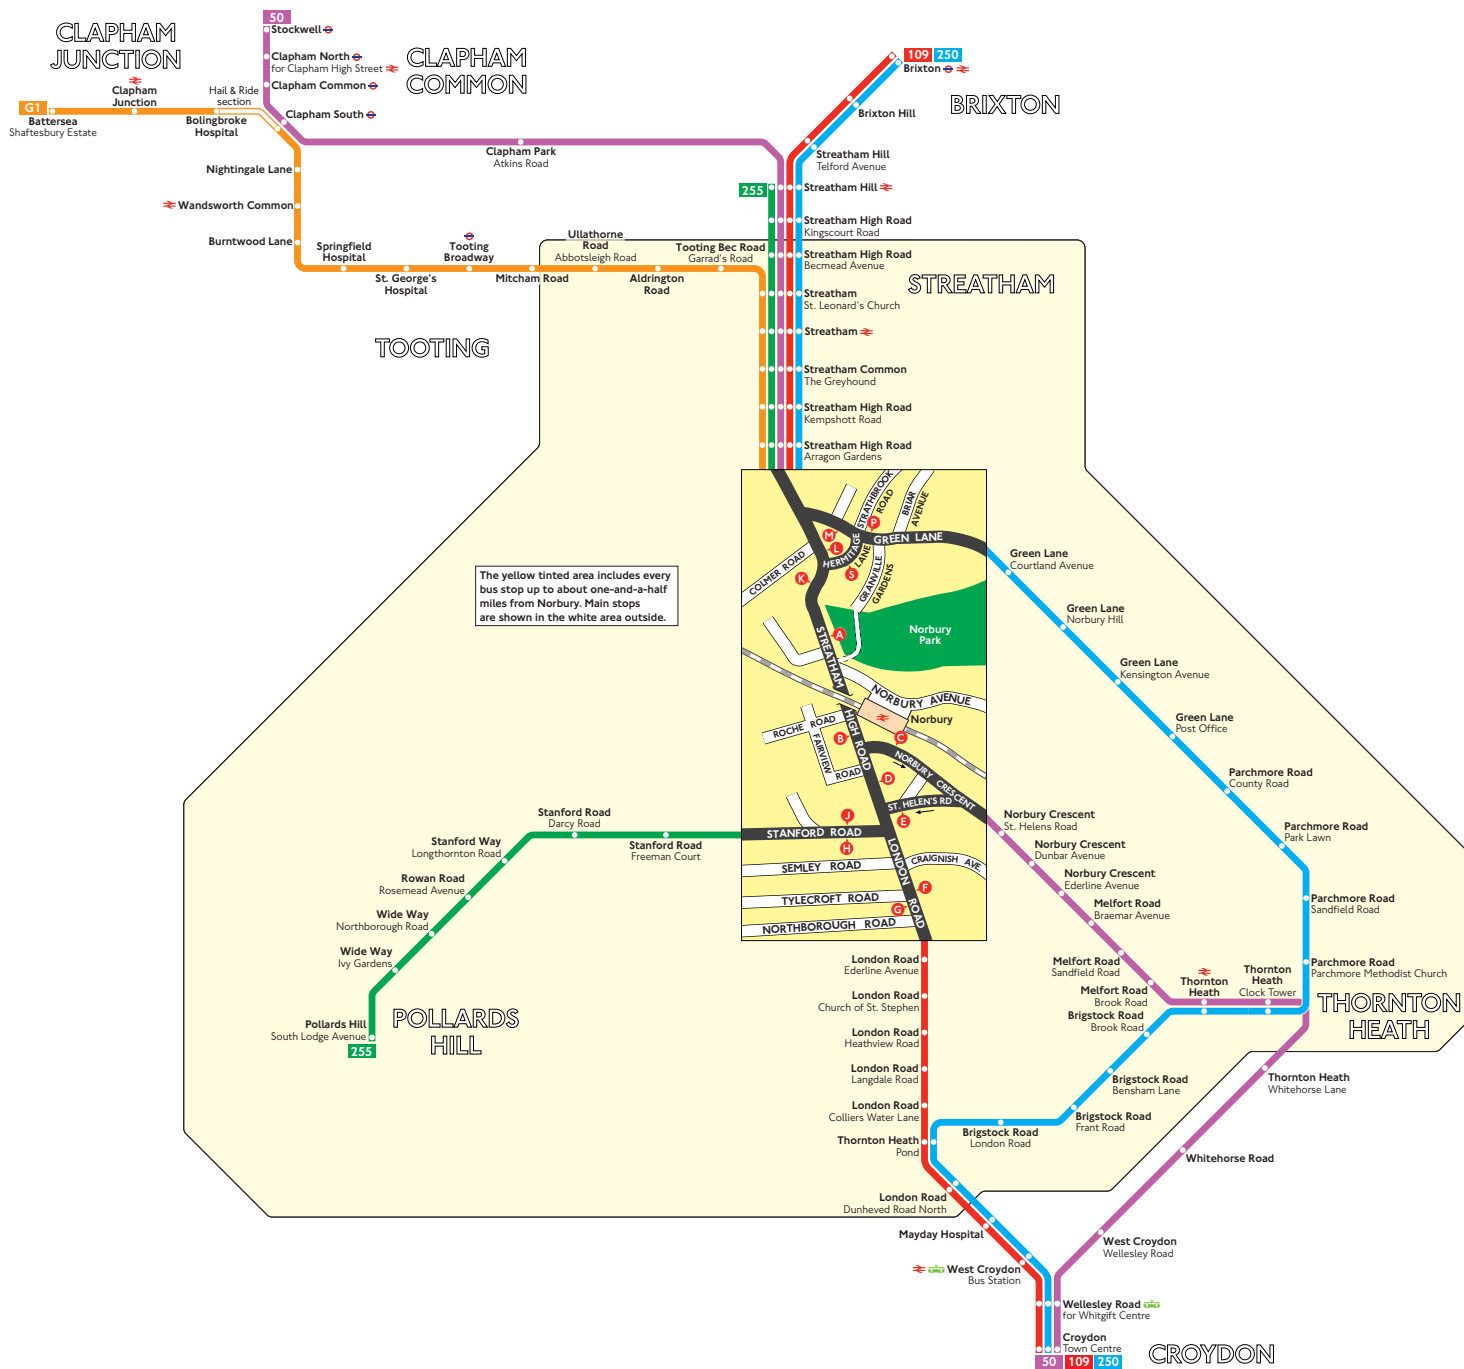 CLAPHAM
JUNCTION
50
Stockwell
Clapham North
for Clapham High Street
Clapham Common
Clapham South
CLAPHAM
COMMON
109
250
Brixton
Brixton Hill
BRIXTON
Clapham
Junction
Hail & Ride
section
G1
Battersea
Shaftesbury Estate
Bolingbroke
Hospital
Clapham Park
Atkins Road
Streatham Hill
Telford Avenue
Nightingale Lane
255
Streatham Hill
Wandsworth Common
Streatham High Road
Kingscourt Road
Burntwood Lane
Springfield
Hospital
Tooting
Broadway
Ullathorne
Road
Abbotsleigh Road
Tooting Bec Road
Garrad's Road
Streatham High Road
Becmead Avenue
St. George's
Hospital
Mitcham Road
Aldrington
Road
STREATHAM
Streatham
St. Leonard's Church
TOOTING
Streatham
Streatham Common
The Greyhound
Streatham High Road
Kempshott Road
Streatham High Road
Arragon Gardens
STRATHBROOK
ROAD
BRIAR
AVENUE
P
M
L
GREEN LANE
HERMITAGE
LANE
COLMER ROAD
K
S
GRANVILLE
GARDENS
Green Lane
Courtland Avenue
The yellow tinted area includes every
bus stop up to about one-and-a-half
miles from Norbury. Main stops
are shown in the white area outside.
Green Lane
Norbury Hill
A
Norbury
Park
STREATHAM
HIGH ROAD
Green Lane
Kensington Avenue
NORBURY AVENUE
Norbury
ROCHE ROAD
B
C
FAIRVIEW
ROAD
NORBURY CRESCENT
D
Green Lane
Post Office
Parchmore Road
County Road
ST. HELEN'S RD
J
E
STANFORD ROAD
H
LONDON ROAD
SEMLEY ROAD
CRAIGNISH AVE
F
TYLECROFT ROAD
G
NORTHBOROUGH ROAD
Parchmore Road
Park Lawn
Stanford Road
Darcy Road
Stanford Road
Freeman Court
Stanford Way
Longthornton Road
Rowan Road
Rosemead Avenue
Wide Way
Northborough Road
Wide Way
Ivy Gardens
Pollards Hill
South Lodge Avenue
255
POLLARDS
HILL
Norbury Crescent
St. Helens Road
Norbury Crescent
Dunbar Avenue
Norbury Crescent
Ederline Avenue
Melfort Road
Braemar Avenue
Melfort Road
Sandfield Road
Melfort Road
Brook Road
Parchmore Road
Sandfield Road
Parchmore Road
Parchmore Methodist Church
Thornton
Heath
Thornton
Heath
Clock Tower
THORNTON
HEATH
London Road
Ederline Avenue
London Road
Church of St. Stephen
London Road
Heathview Road
London Road
Langdale Road
London Road
Colliers Water Lane
Thornton Heath
Pond
Brigstock Road
Brook Road
Brigstock Road
Bensham Lane
Brigstock Road
Frant Road
Brigstock Road
London Road
Thornton Heath
Whitehorse Lane
Whitehorse Road
London Road
Dunheved Road North
Mayday Hospital
West Croydon
Bus Station
West Croydon
Wellesley Road
Wellesley Road
for Whitgift Centre
Croydon
Town Centre
50
109
250
CROYDON